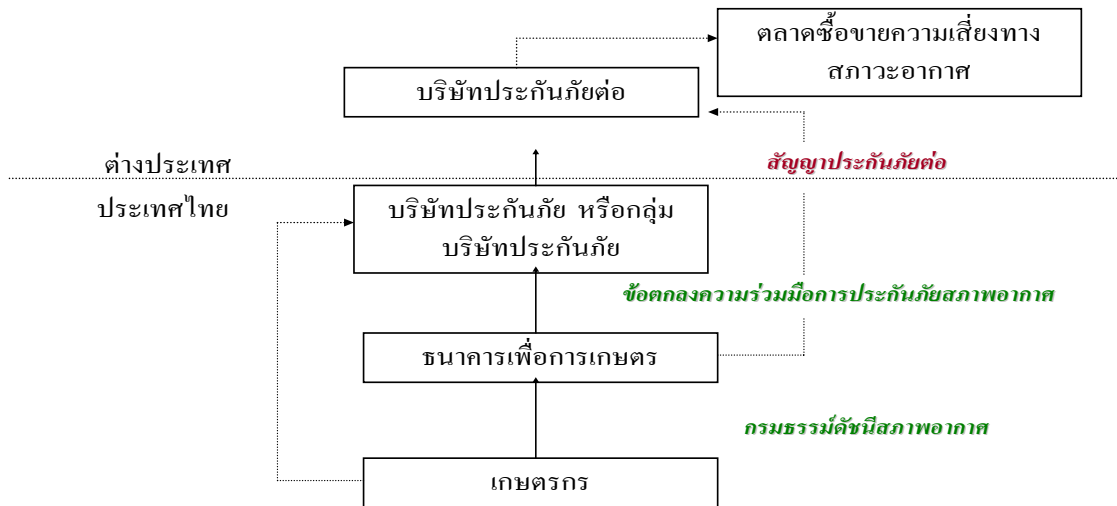 ตลาดซื้อขายความเสี่ยงทาง
สภาวะอากาศ
บริษัทประกันภัยต่อ
ต่างประเทศ
สัญญาประกันภัยต่อ
ประเทศไทย
บริษัทประกันภัย หรือกลุ่ม
บริษัทประกันภัย
ข้อตกลงความร่วมมือการประกันภัยสภาพอากาศ
ธนาคารเพื่อการเกษตร
กรมธรรม์ดัชนีสภาพอากาศ
เกษตรกร